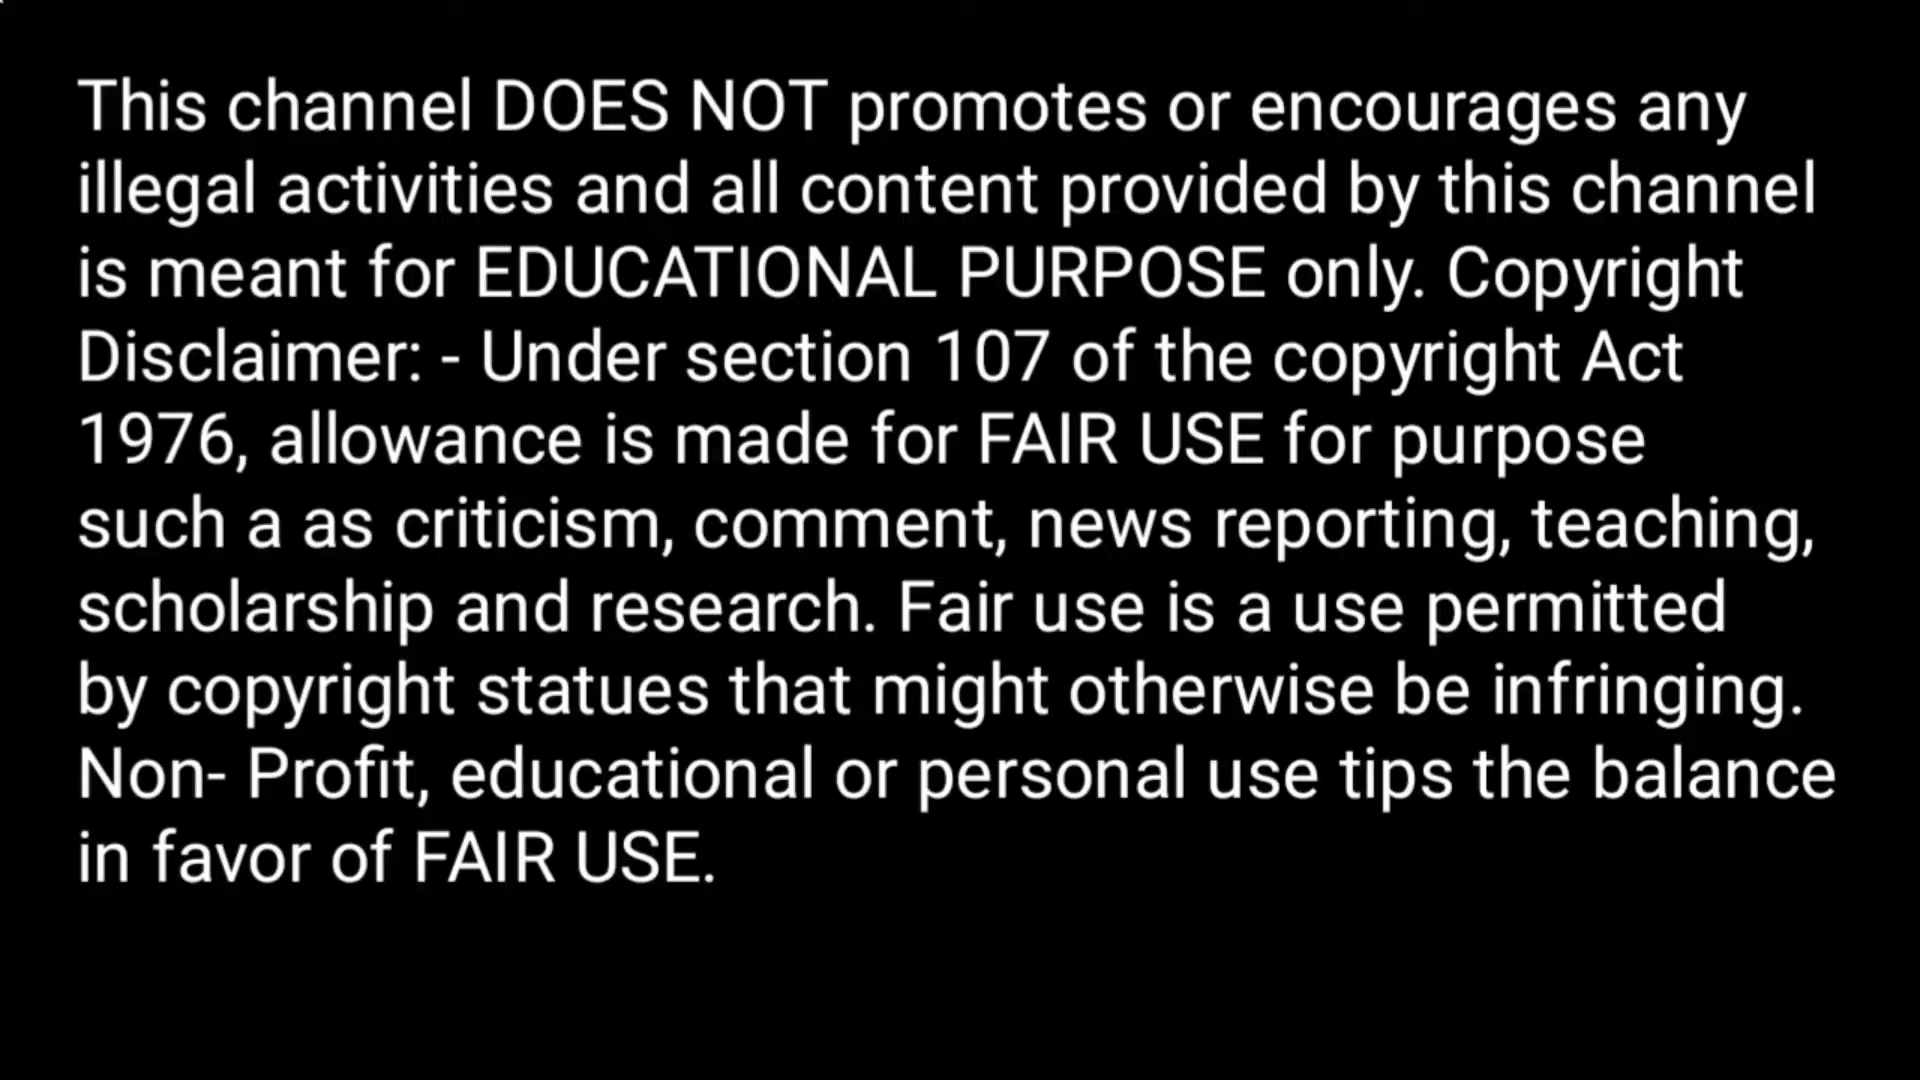 This channel DOES NOT promotes or encourages any
illegal activities and all content provided by this channel
is meant for EDUCATIONAL PURPOSE only. Copyright
Disclaimer: - Under section 107 of the copyright Act
1976, allowance is made for FAIR USE for purpose
such a as criticism, comment, news reporting, teaching,
scholarship and research. Fair use is a use permitted
by copyright statues that might otherwise be infringing.
Non- Profit, educational or personal use tips the balance
in favor of FAIR USE.